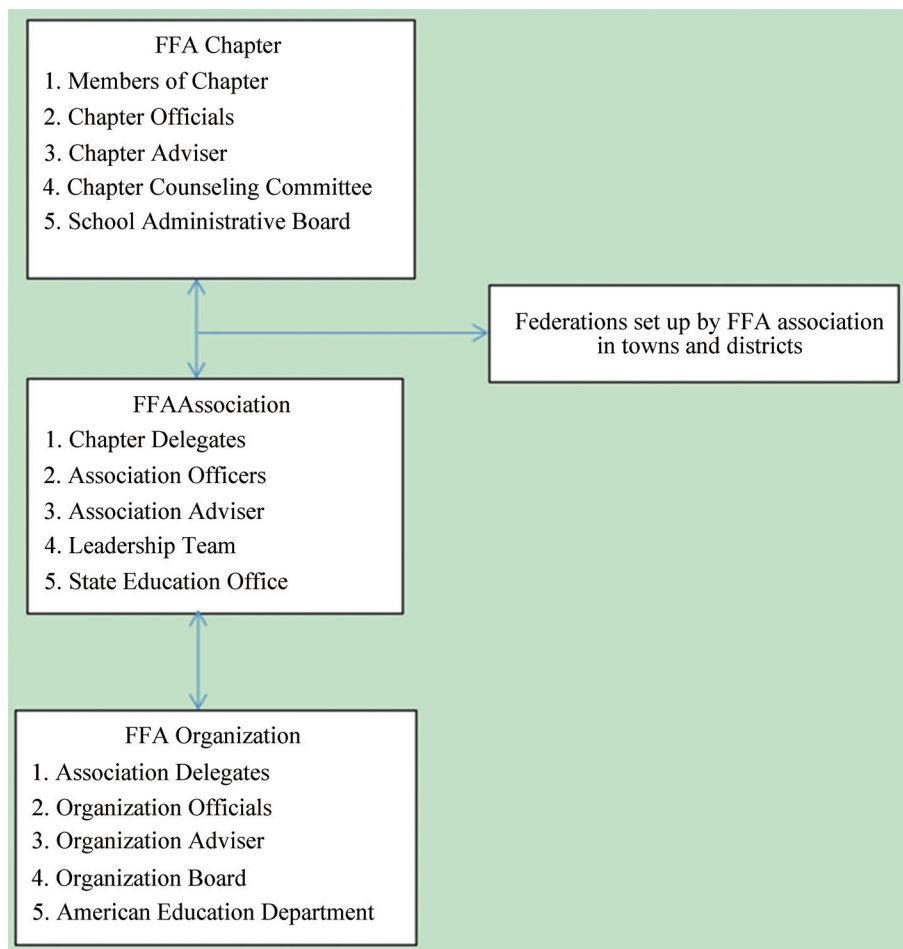 FFA Chapter
1. Members of Chapter
2. Chapter Officials
3. Chapter Adviser
4. Chapter Counseling Committee
5. School Administrative Board
Federations set up by FFA association
in towns and districts
FFAAssociation
1. Chapter Delegates
2. Association Officers
3. Association Adviser
4. Leadership Team
5. State Education Office
FFA Organization
1. Association Delegates
2. Organization Officials
3. Organization Adviser
4. Organization Board
5. American Education Department